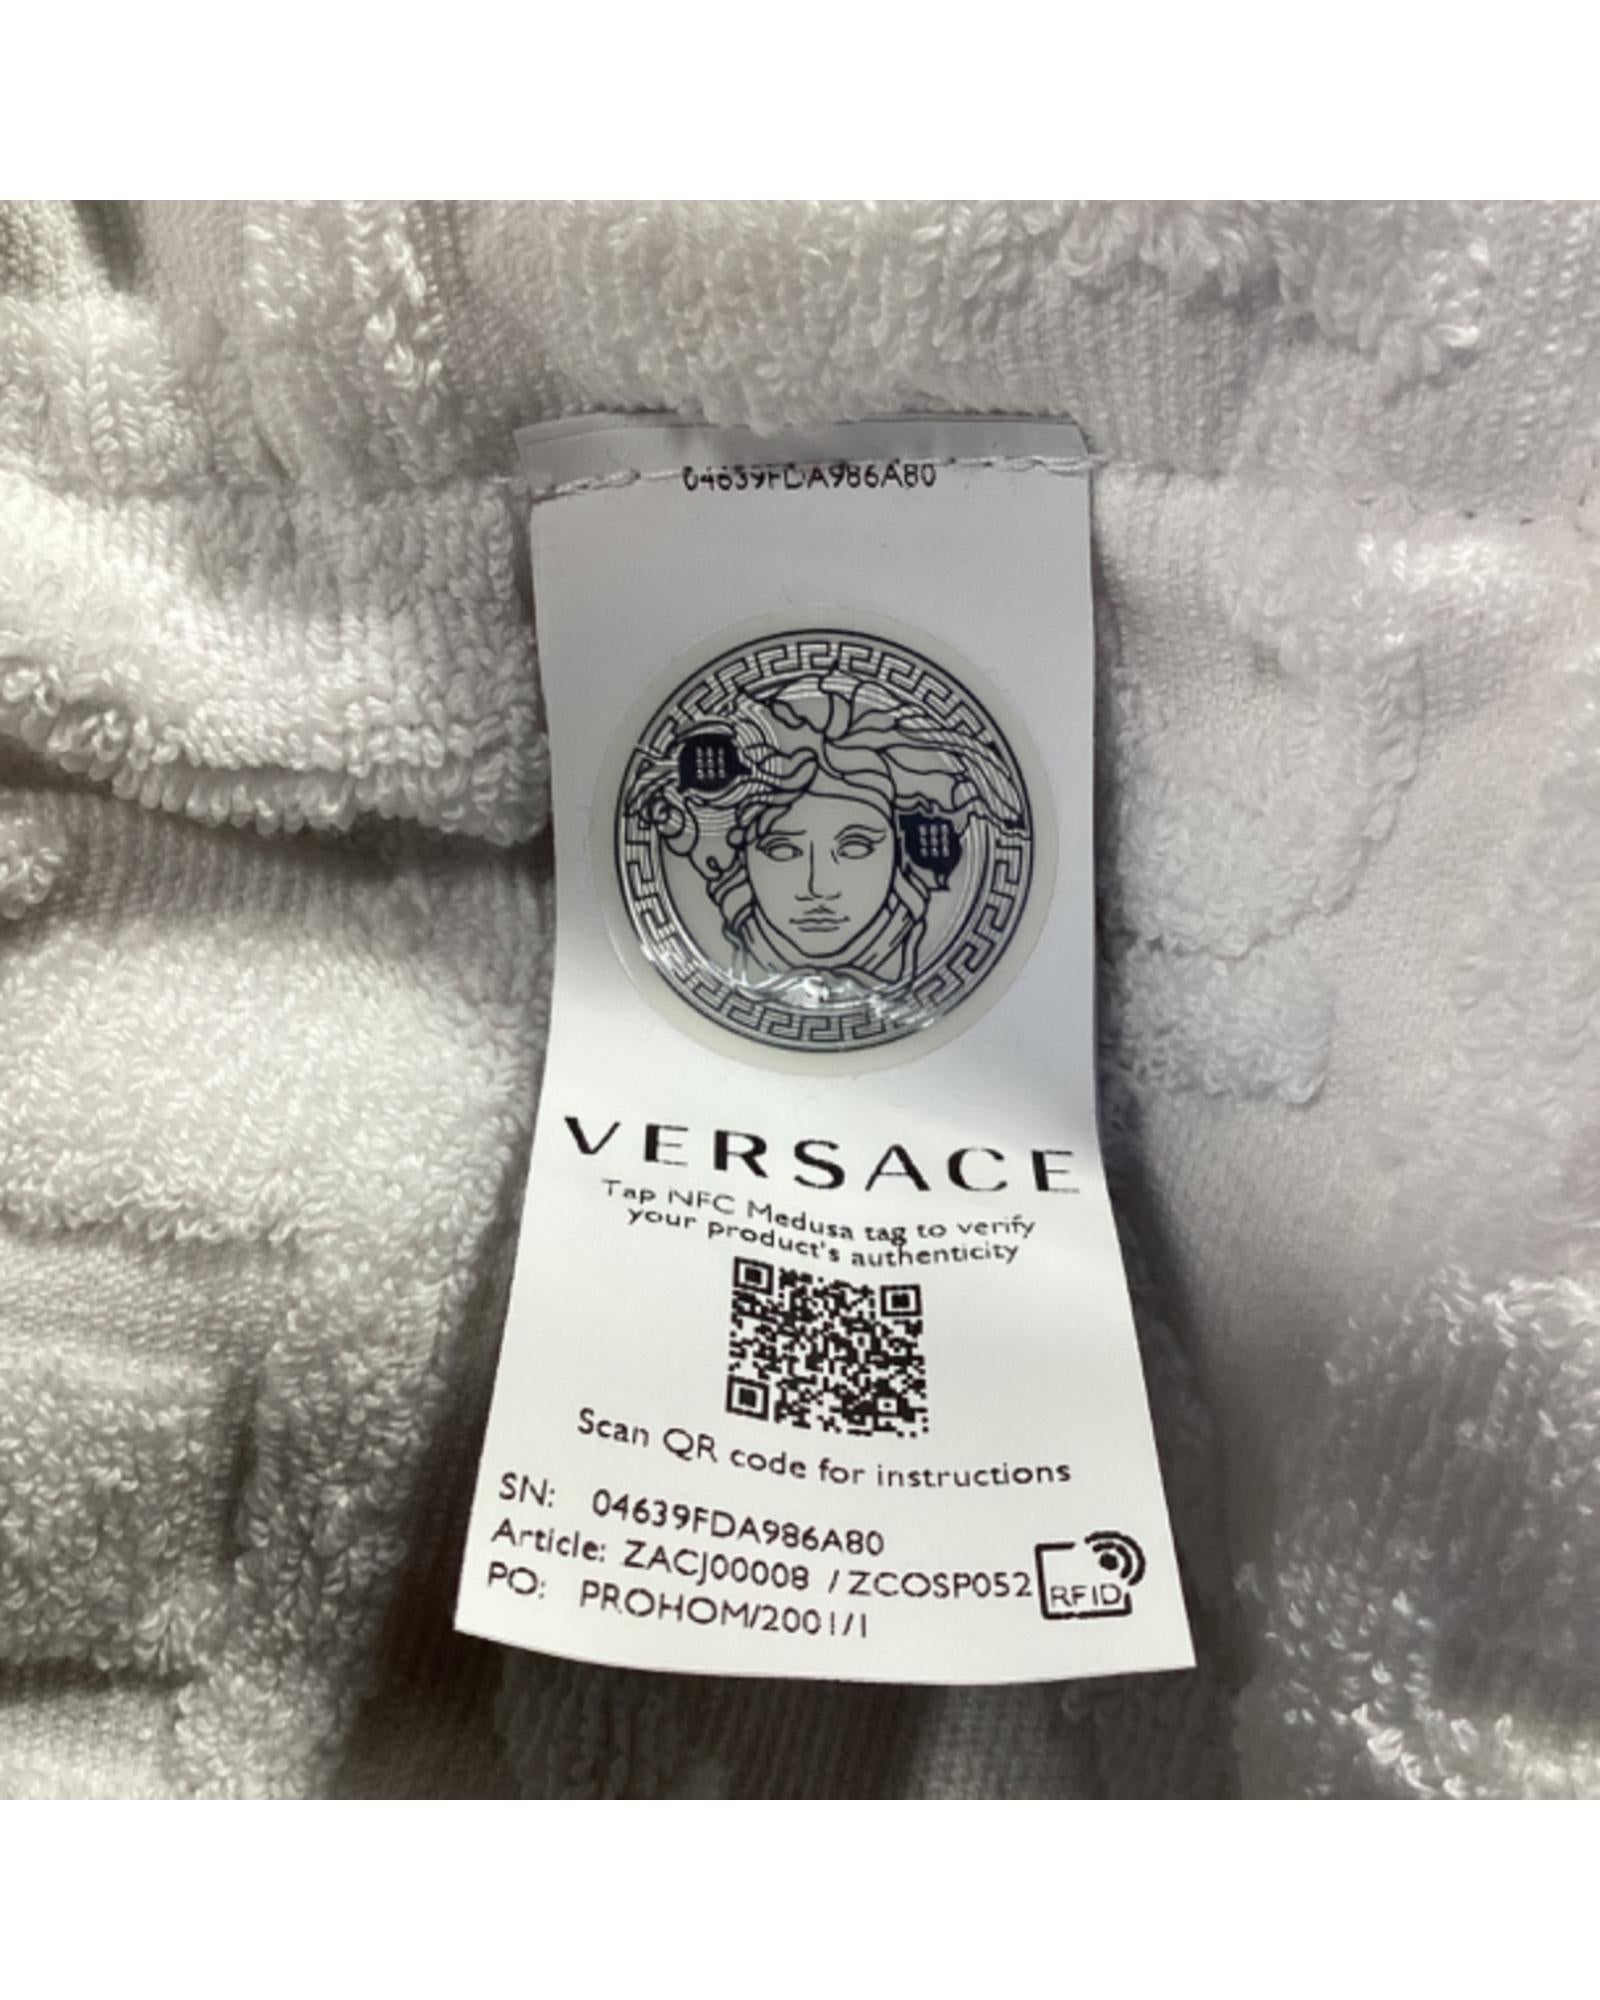 04639FDA986A80
VERSACE
Tap NFC Medusa tag to verify
your product's authenticity
Scan QR code for instructions
SN: 04639FDA986A80
Article: ZACJ00008 / ZCOSP052
PO: PROHOM/2001/1
RFID